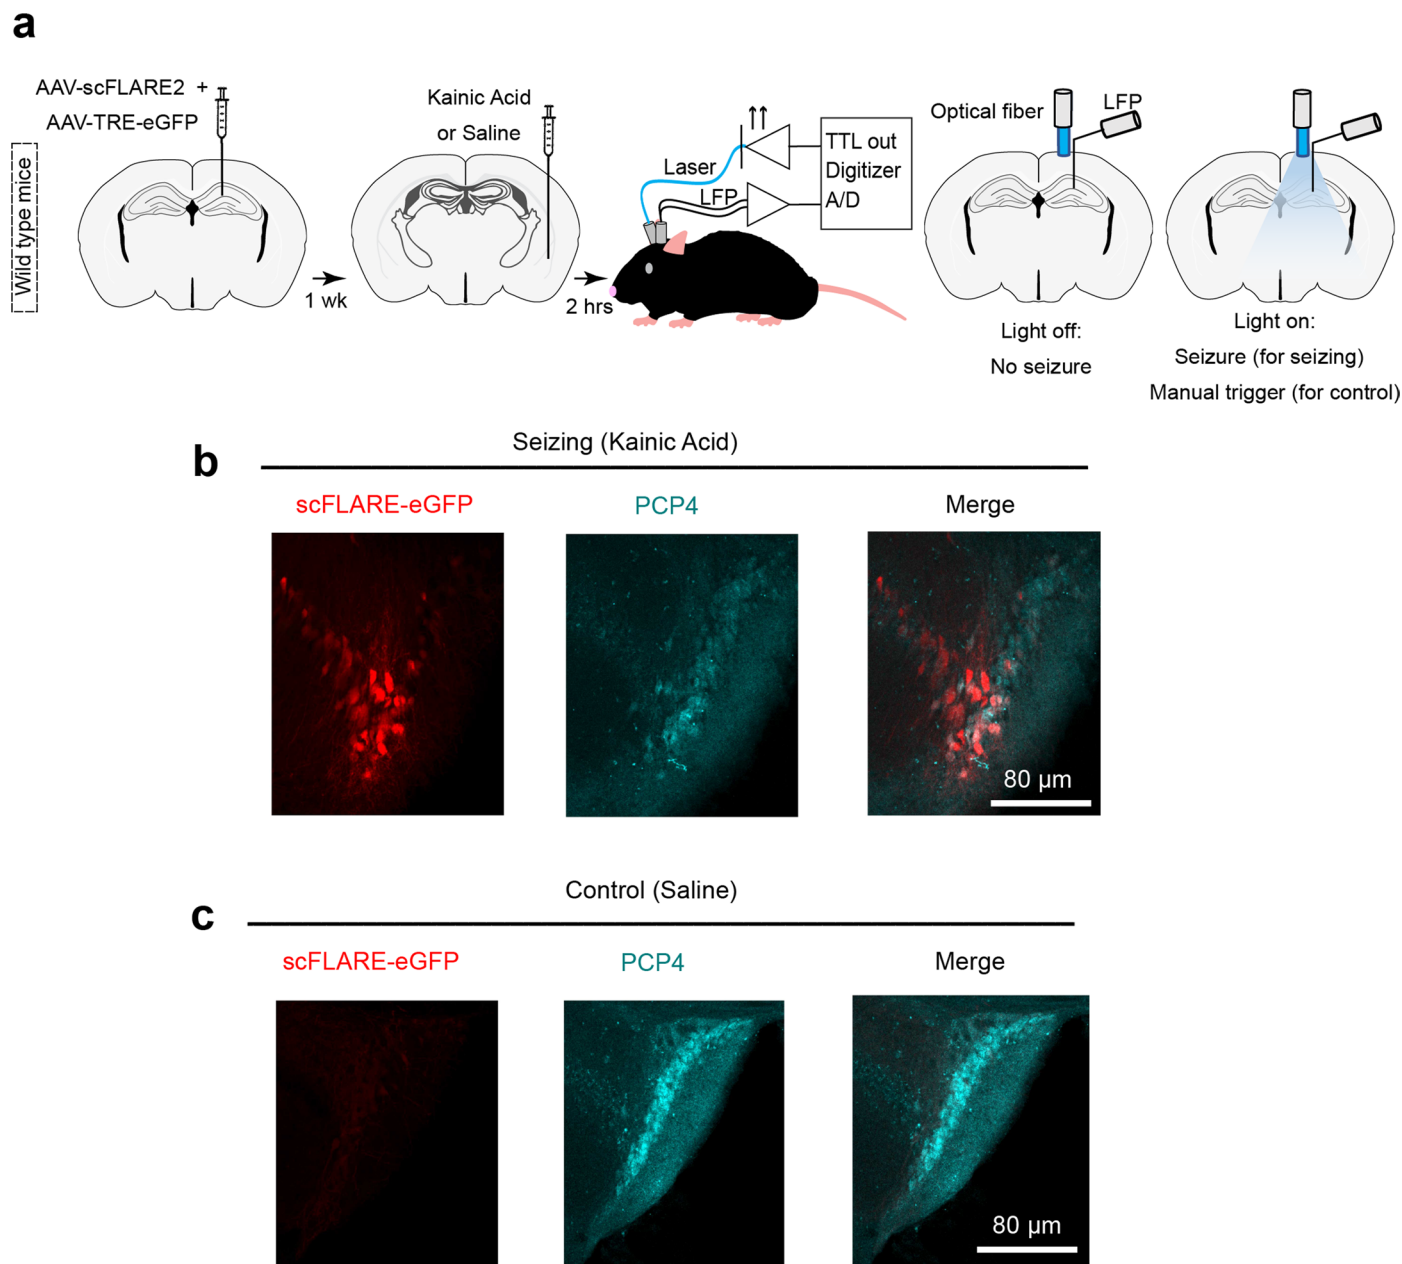 a
AAV-scFLARE2 +
AAV-TRE-eGFP
Wild type mice
1 wk
Kainic Acid
or Saline
2 hrs
Laser
LFP
TTL out
Digitizer
A/D
Optical fiber
LFP
Light off:
No seizure
Light on:
Seizure (for seizing)
Manual trigger (for control)
b
Seizing (Kainic Acid)
scFLARE-eGFP
PCP4
Merge
80 µm
c
Control (Saline)
scFLARE-eGFP
PCP4
Merge
80 µm